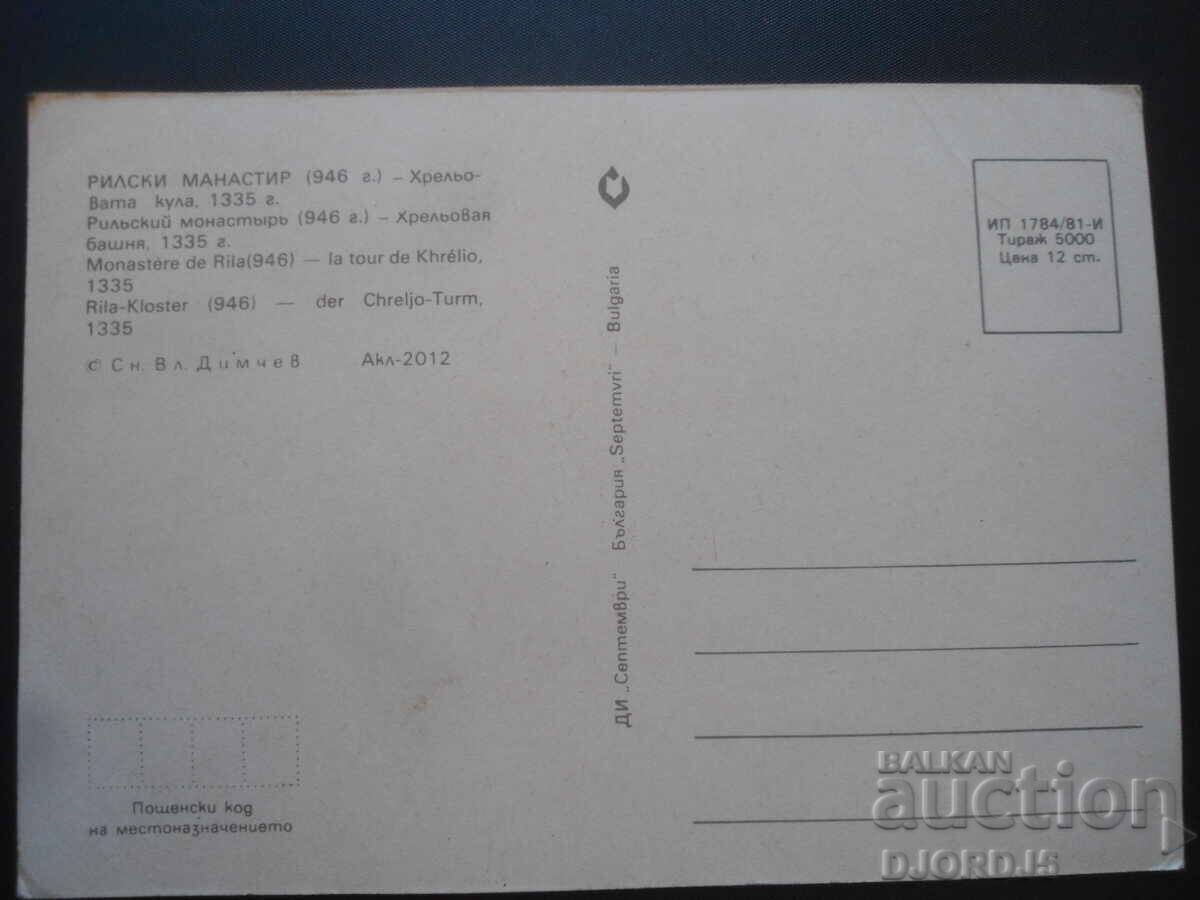 РИЛСКИ МАНАСТИР (946 г.) – Хрельо-
вата кула, 1335 г.
Рильский монастырь (946 г.) – Хрельовая
башня, 1335 г.
Monastère de Rila(946) — la tour de Khrélio,
1335
Rila-Kloster (946) — der Chreljo-Turm,
1335
© Сн. Вл. Димчев Акл-2012
ДИ „Септември“ България „Septemvri“ — Bulgaria
ИП 1784/81-И
Тираж 5000
Цена 12 ст.
Пощенски код
на местоназначението
BALKAN
auction
DJORDJ5